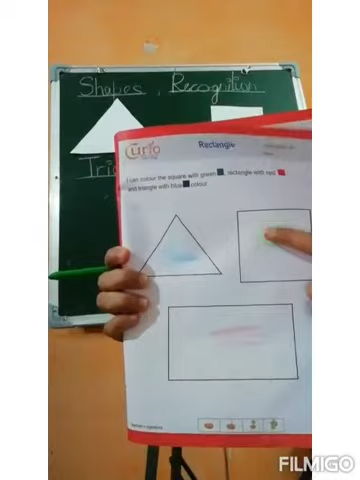 Shapes, Recognition
Tri
Curio
Rectangle
I can colour the square with green, rectangle with red
and triangle with blue colour
FILMIGO